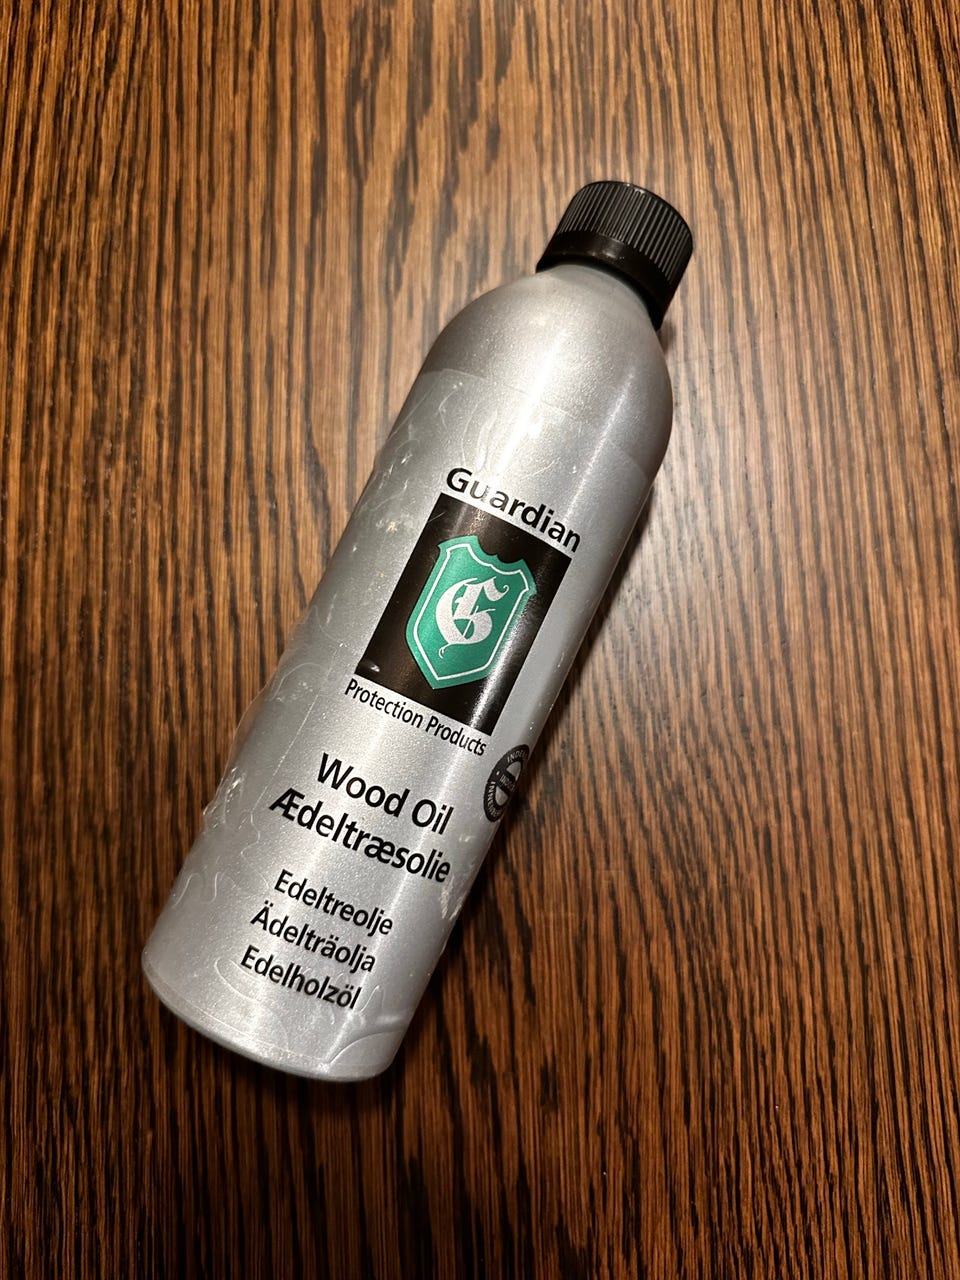 Guardian
G
Protection Products
Wood Oil
Ædeltræsolie
Edeltreolje
Ädelträolja
Edelholzöl